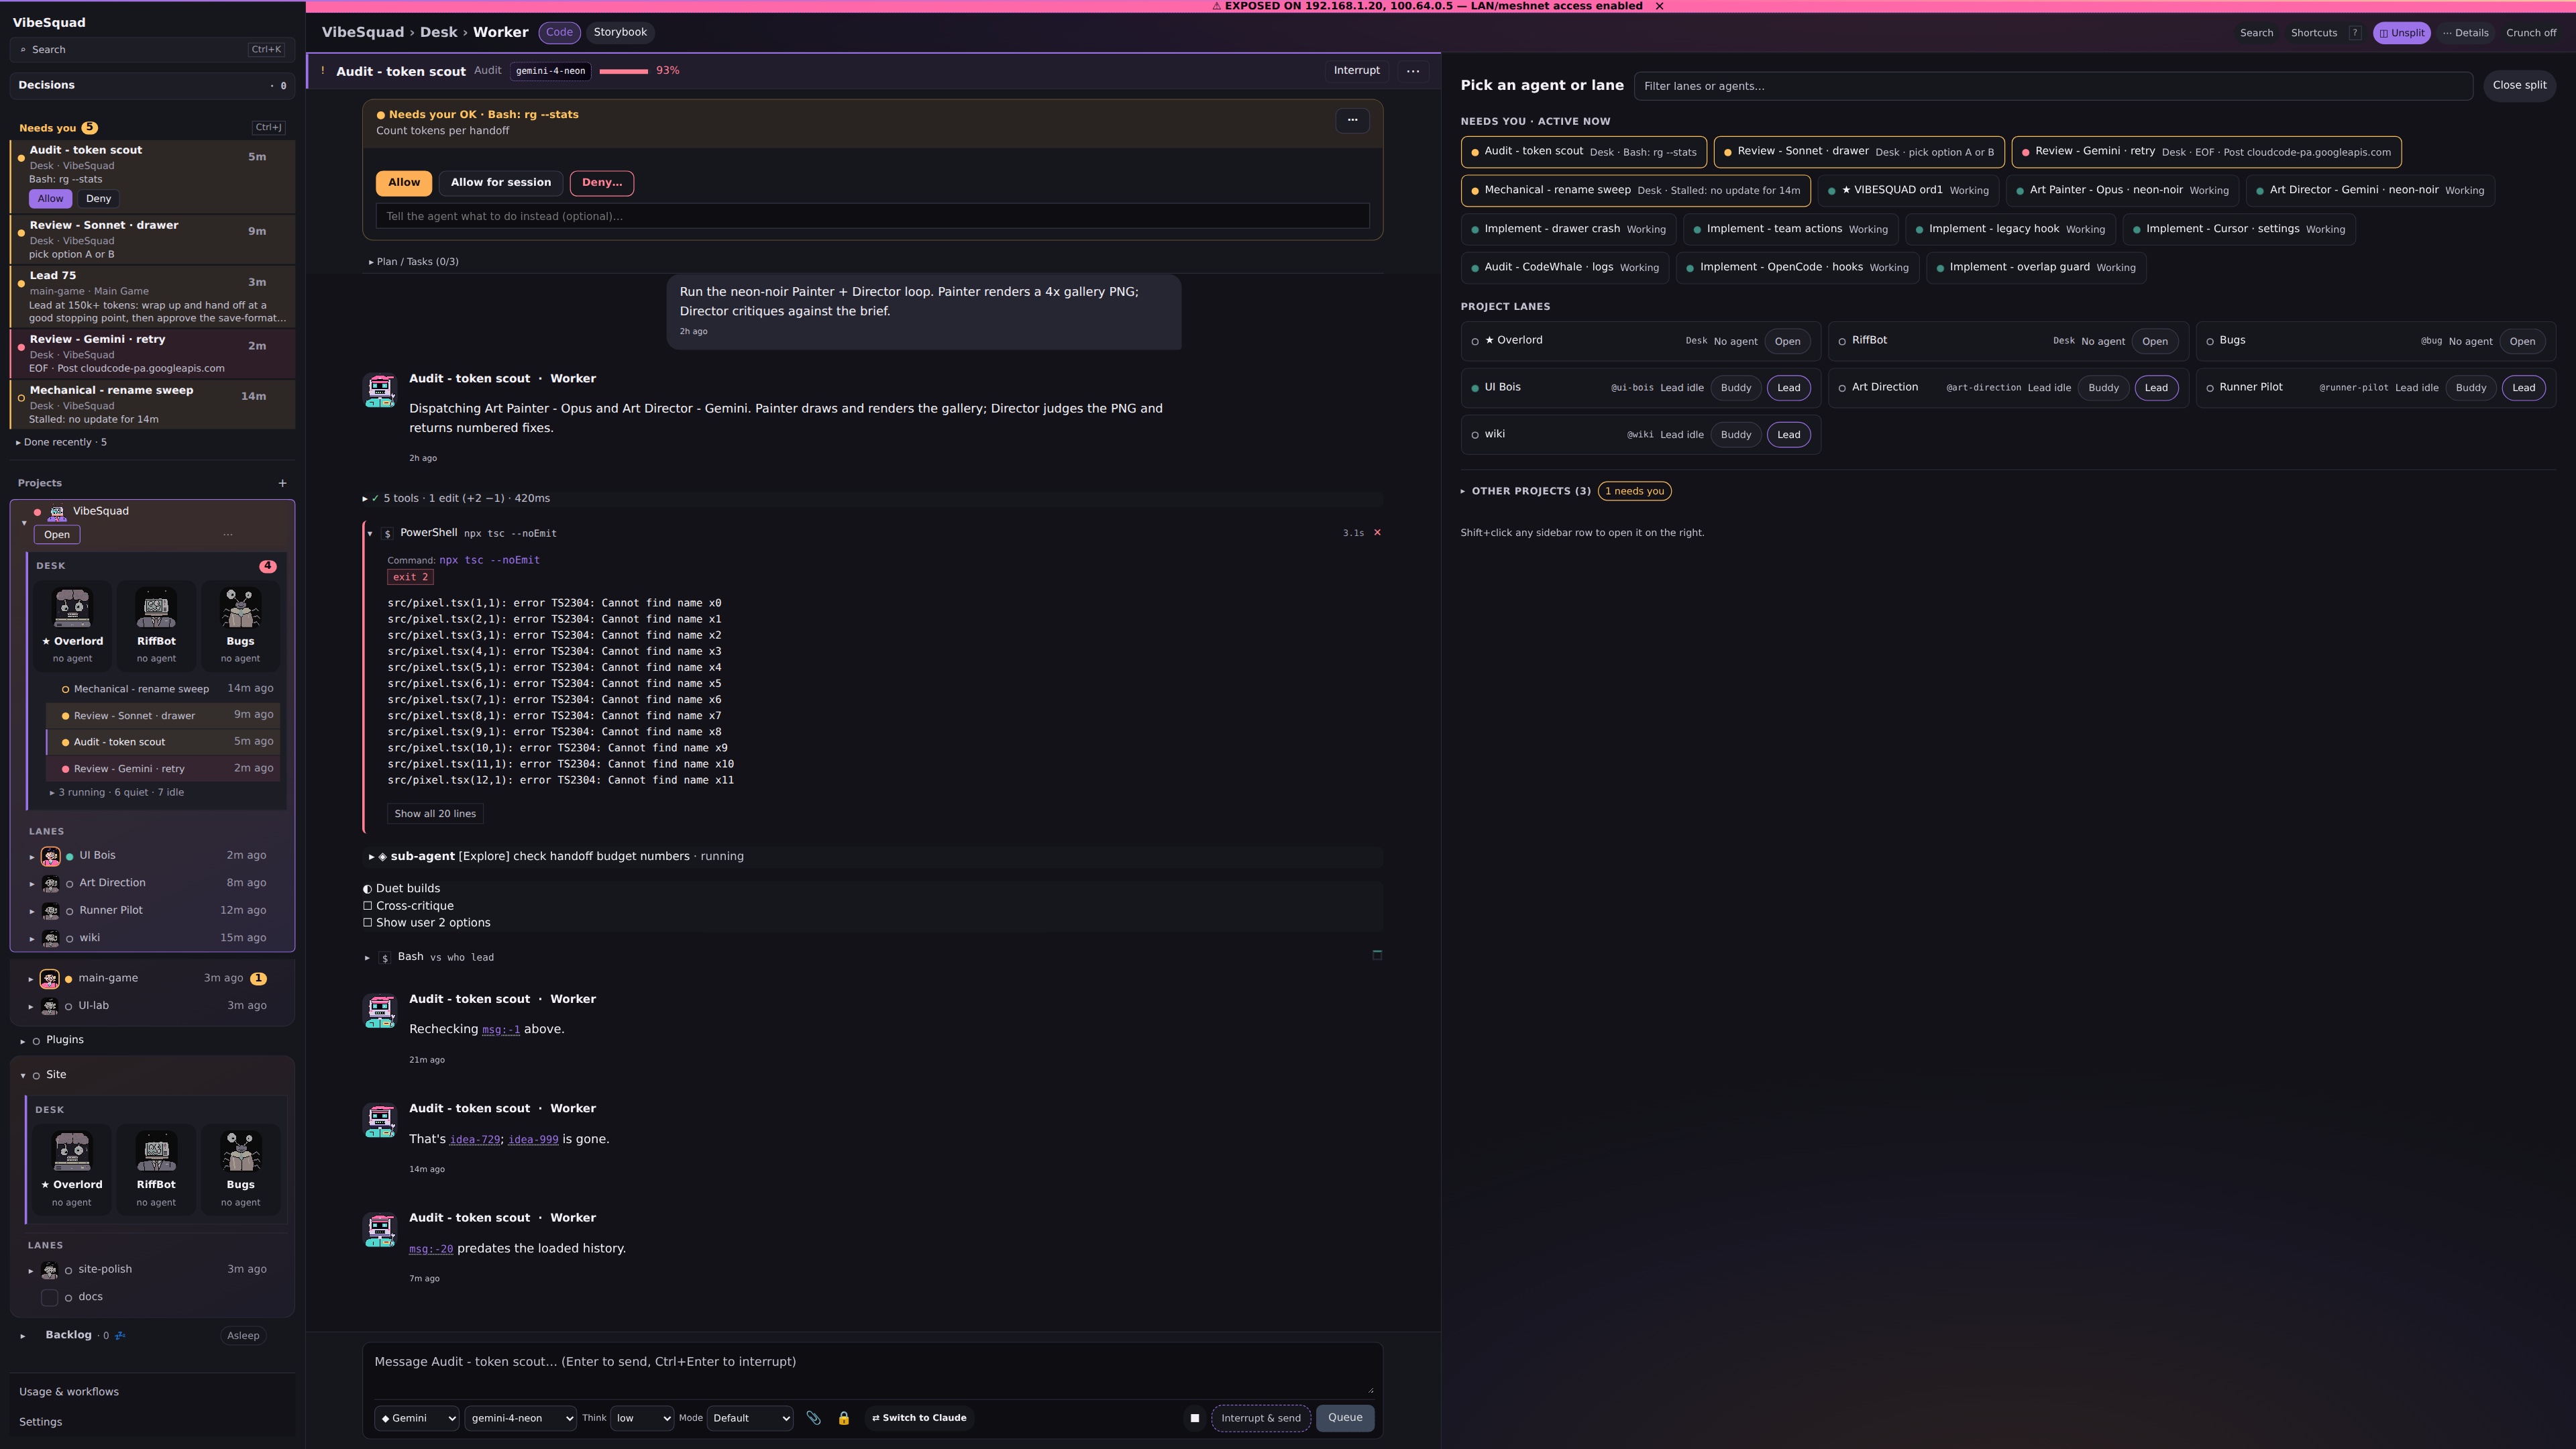 ⚠ EXPOSED ON 192.168.1.20, 100.64.0.5 — LAN/meshnet access enabled ✕
VibeSquad
Search Ctrl+K
Decisions · 0
Needs you 5 Ctrl+J
Audit - token scout 5m
Desk · VibeSquad
Bash: rg --stats
Allow Deny
Review - Sonnet · drawer 9m
Desk · VibeSquad
pick option A or B
Lead 75 3m
main-game · Main Game
Lead at 150k+ tokens: wrap up and hand off at a
good stopping point, then approve the save-format…
Review - Gemini · retry 2m
Desk · VibeSquad
EOF · Post cloudcode-pa.googleapis.com
Mechanical - rename sweep 14m
Desk · VibeSquad
Stalled: no update for 14m
▸ Done recently · 5
Projects +
▾ VibeSquad
Open ⋯
DESK 4
★ Overlord RiffBot Bugs
no agent no agent no agent
Mechanical - rename sweep 14m ago
Review - Sonnet · drawer 9m ago
Audit - token scout 5m ago
Review - Gemini · retry 2m ago
▸ 3 running · 6 quiet · 7 idle
LANES
▸ UI Bois 2m ago
▸ Art Direction 8m ago
▸ Runner Pilot 12m ago
▸ wiki 15m ago
▸ main-game 3m ago 1
▸ UI-lab 3m ago
▸ Plugins
▾ Site
DESK
★ Overlord RiffBot Bugs
no agent no agent no agent
LANES
▸ site-polish 3m ago
docs
▸ Backlog · 0 💤 Asleep
Usage & workflows
Settings
VibeSquad › Desk › Worker Code Storybook
Search Shortcuts ? ◫ Unsplit ⋯ Details Crunch off
! Audit - token scout Audit gemini-4-neon 93% Interrupt ⋯
Needs your OK · Bash: rg --stats
Count tokens per handoff
⋯
Allow Allow for session Deny…
Tell the agent what to do instead (optional)…
▸ Plan / Tasks (0/3)
Run the neon-noir Painter + Director loop. Painter renders a 4x gallery PNG;
Director critiques against the brief.
2h ago
Audit - token scout · Worker
Dispatching Art Painter - Opus and Art Director - Gemini. Painter draws and renders the gallery; Director judges the PNG and
returns numbered fixes.
2h ago
▸ ✓ 5 tools · 1 edit (+2 −1) · 420ms
▾ $ PowerShell npx tsc --noEmit 3.1s ✕
Command: npx tsc --noEmit
exit 2
src/pixel.tsx(1,1): error TS2304: Cannot find name x0
src/pixel.tsx(2,1): error TS2304: Cannot find name x1
src/pixel.tsx(3,1): error TS2304: Cannot find name x2
src/pixel.tsx(4,1): error TS2304: Cannot find name x3
src/pixel.tsx(5,1): error TS2304: Cannot find name x4
src/pixel.tsx(6,1): error TS2304: Cannot find name x5
src/pixel.tsx(7,1): error TS2304: Cannot find name x6
src/pixel.tsx(8,1): error TS2304: Cannot find name x7
src/pixel.tsx(9,1): error TS2304: Cannot find name x8
src/pixel.tsx(10,1): error TS2304: Cannot find name x9
src/pixel.tsx(11,1): error TS2304: Cannot find name x10
src/pixel.tsx(12,1): error TS2304: Cannot find name x11
Show all 20 lines
▸ ◈ sub-agent [Explore] check handoff budget numbers · running
◐ Duet builds
☐ Cross-critique
☐ Show user 2 options
▸ $ Bash vs who lead
Audit - token scout · Worker
Rechecking msg:-1 above.
21m ago
Audit - token scout · Worker
That's idea-729; idea-999 is gone.
14m ago
Audit - token scout · Worker
msg:-20 predates the loaded history.
7m ago
Message Audit - token scout… (Enter to send, Ctrl+Enter to interrupt)
◆ Gemini gemini-4-neon Think low Mode Default 📎 🔒 ⇄ Switch to Claude ■ Interrupt & send Queue
Pick an agent or lane Filter lanes or agents… Close split
NEEDS YOU · ACTIVE NOW
Audit - token scout Desk · Bash: rg --stats Review - Sonnet · drawer Desk · pick option A or B Review - Gemini · retry Desk · EOF · Post cloudcode-pa.googleapis.com
Mechanical - rename sweep Desk · Stalled: no update for 14m ★ VIBESQUAD ord1 Working Art Painter - Opus · neon-noir Working Art Director - Gemini · neon-noir Working
Implement - drawer crash Working Implement - team actions Working Implement - legacy hook Working Implement - Cursor · settings Working
Audit - CodeWhale · logs Working Implement - OpenCode · hooks Working Implement - overlap guard Working
PROJECT LANES
★ Overlord Desk No agent Open RiffBot Desk No agent Open Bugs @bug No agent Open
UI Bois @ui-bois Lead idle Buddy Lead Art Direction @art-direction Lead idle Buddy Lead Runner Pilot @runner-pilot Lead idle Buddy Lead
wiki @wiki Lead idle Buddy Lead
▸ OTHER PROJECTS (3) 1 needs you
Shift+click any sidebar row to open it on the right.